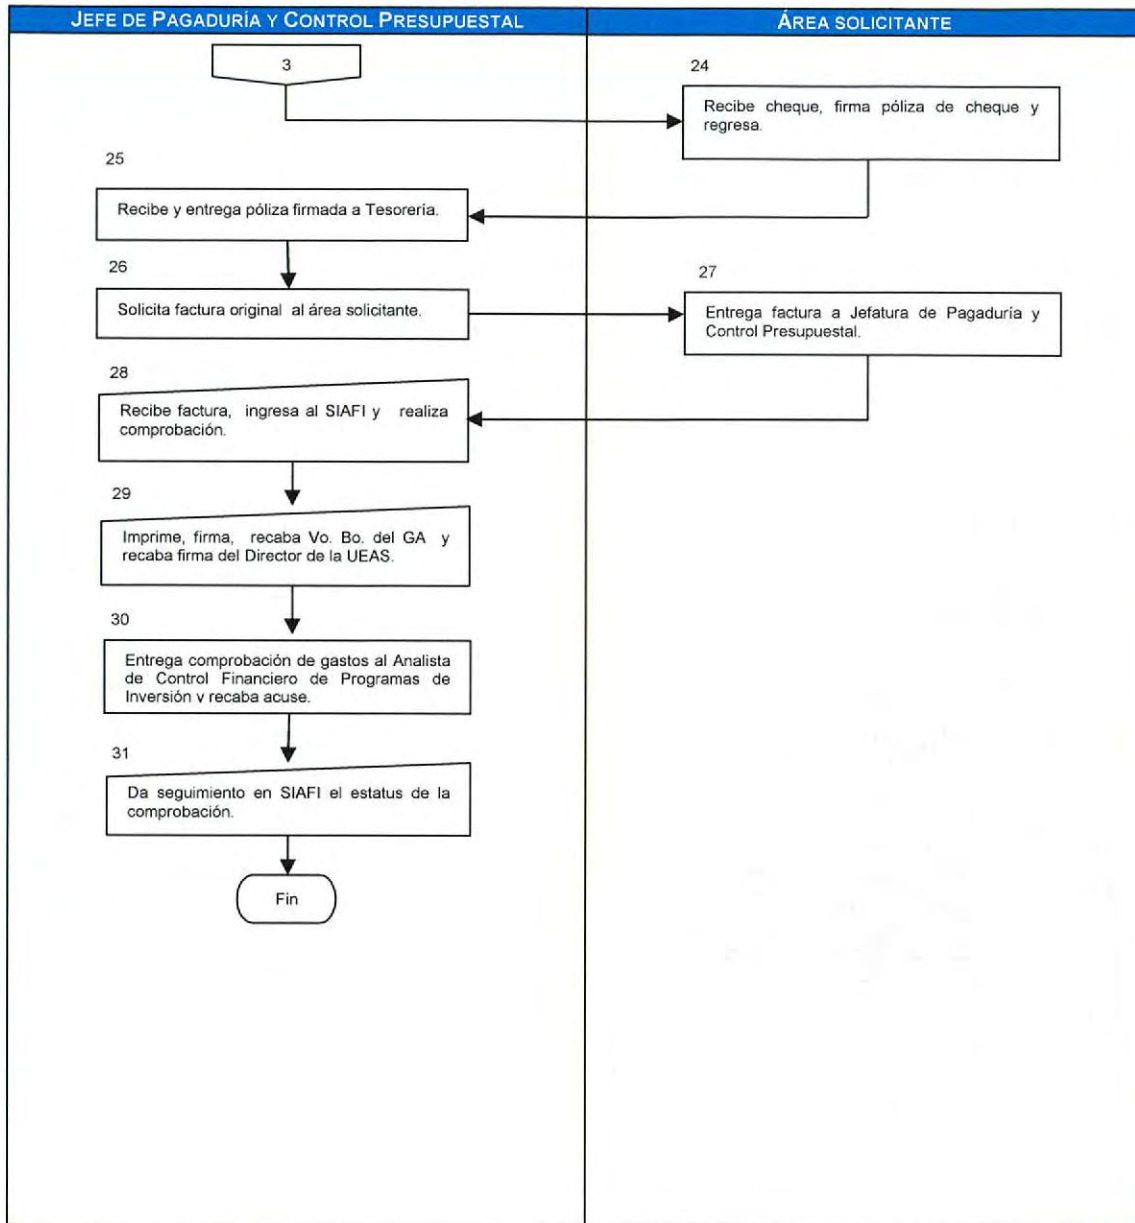 JEFE DE PAGADURÍA Y CONTROL PRESUPUESTAL
ÁREA SOLICITANTE
3
24
Recibe cheque, firma póliza de cheque y
regresa.
25
Recibe y entrega póliza firmada a Tesorería.
26
Solicita factura original al área solicitante.
27
Entrega factura a Jefatura de Pagaduría y
Control Presupuestal.
28
Recibe factura, ingresa al SIAFI y realiza
comprobación.
29
Imprime, firma, recaba Vo. Bo. del GA y
recaba firma del Director de la UEAS.
30
Entrega comprobación de gastos al Analista
de Control Financiero de Programas de
Inversión y recaba acuse.
31
Da seguimiento en SIAFI el estatus de la
comprobación.
Fin